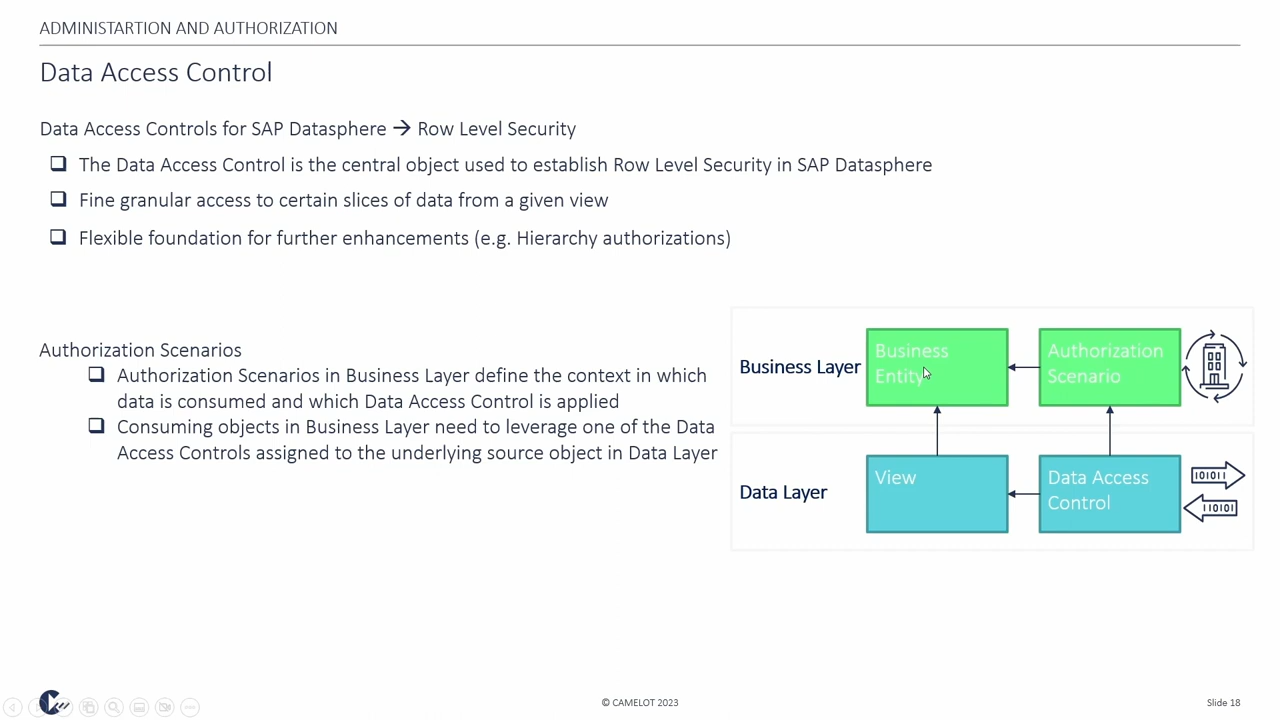 ADMINISTARTION AND AUTHORIZATION
Data Access Control
Data Access Controls for SAP Datasphere → Row Level Security
❑ The Data Access Control is the central object used to establish Row Level Security in SAP Datasphere
❑ Fine granular access to certain slices of data from a given view
❑ Flexible foundation for further enhancements (e.g. Hierarchy authorizations)
Authorization Scenarios
❑ Authorization Scenarios in Business Layer define the context in which
data is consumed and which Data Access Control is applied
❑ Consuming objects in Business Layer need to leverage one of the Data
Access Controls assigned to the underlying source object in Data Layer
Business Layer
Business
Entity
Authorization
Scenario
Data Layer
View
Data Access
Control
101011
110101
© CAMELOT 2023
Slide 18